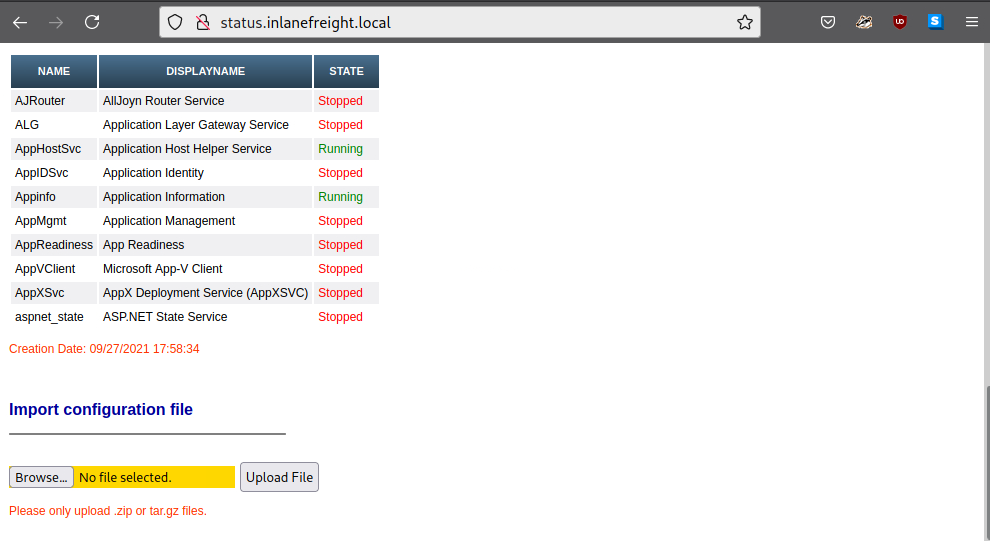 status.inlanefreight.local
NAME DISPLAYNAME STATE
AJRouter AllJoyn Router Service Stopped
ALG Application Layer Gateway Service Stopped
AppHostSvc Application Host Helper Service Running
AppIDSvc Application Identity Stopped
Appinfo Application Information Running
AppMgmt Application Management Stopped
AppReadiness App Readiness Stopped
AppVClient Microsoft App-V Client Stopped
AppXSvc AppX Deployment Service (AppXSVC) Stopped
aspnet_state ASP.NET State Service Stopped
Creation Date: 09/27/2021 17:58:34
Import configuration file
Browse... No file selected. Upload File
Please only upload .zip or tar.gz files.